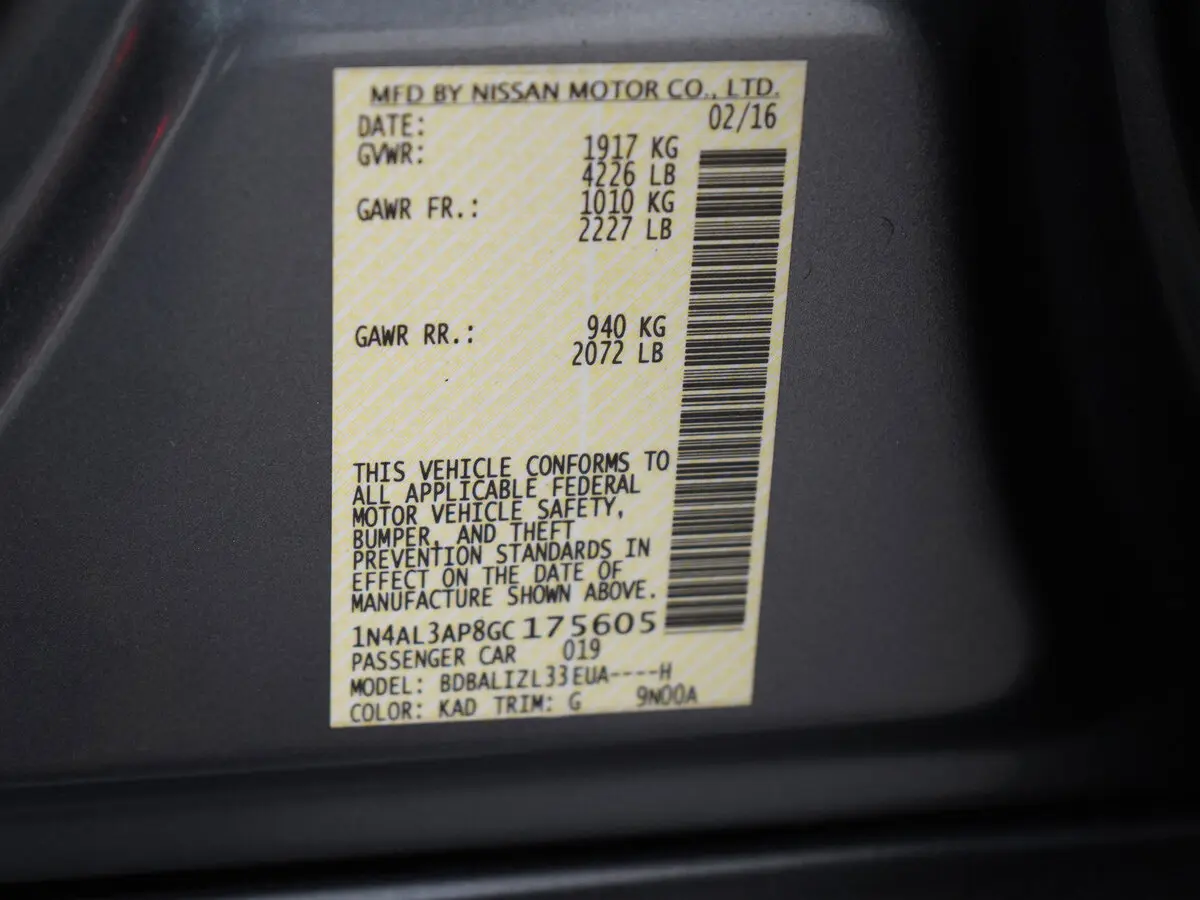 MFD BY NISSAN MOTOR CO., LTD.
DATE: 02/16
GVWR: 1917 KG
4226 LB
GAWR FR.: 1010 KG
2227 LB
GAWR RR.: 940 KG
2072 LB
THIS VEHICLE CONFORMS TO
ALL APPLICABLE FEDERAL
MOTOR VEHICLE SAFETY,
BUMPER, AND THEFT
PREVENTION STANDARDS IN
EFFECT ON THE DATE OF
MANUFACTURE SHOWN ABOVE.
1N4AL3AP8GC175605
PASSENGER CAR 019
MODEL: BDBALIZL33EUA----H
COLOR: KAD TRIM: G 9N00A